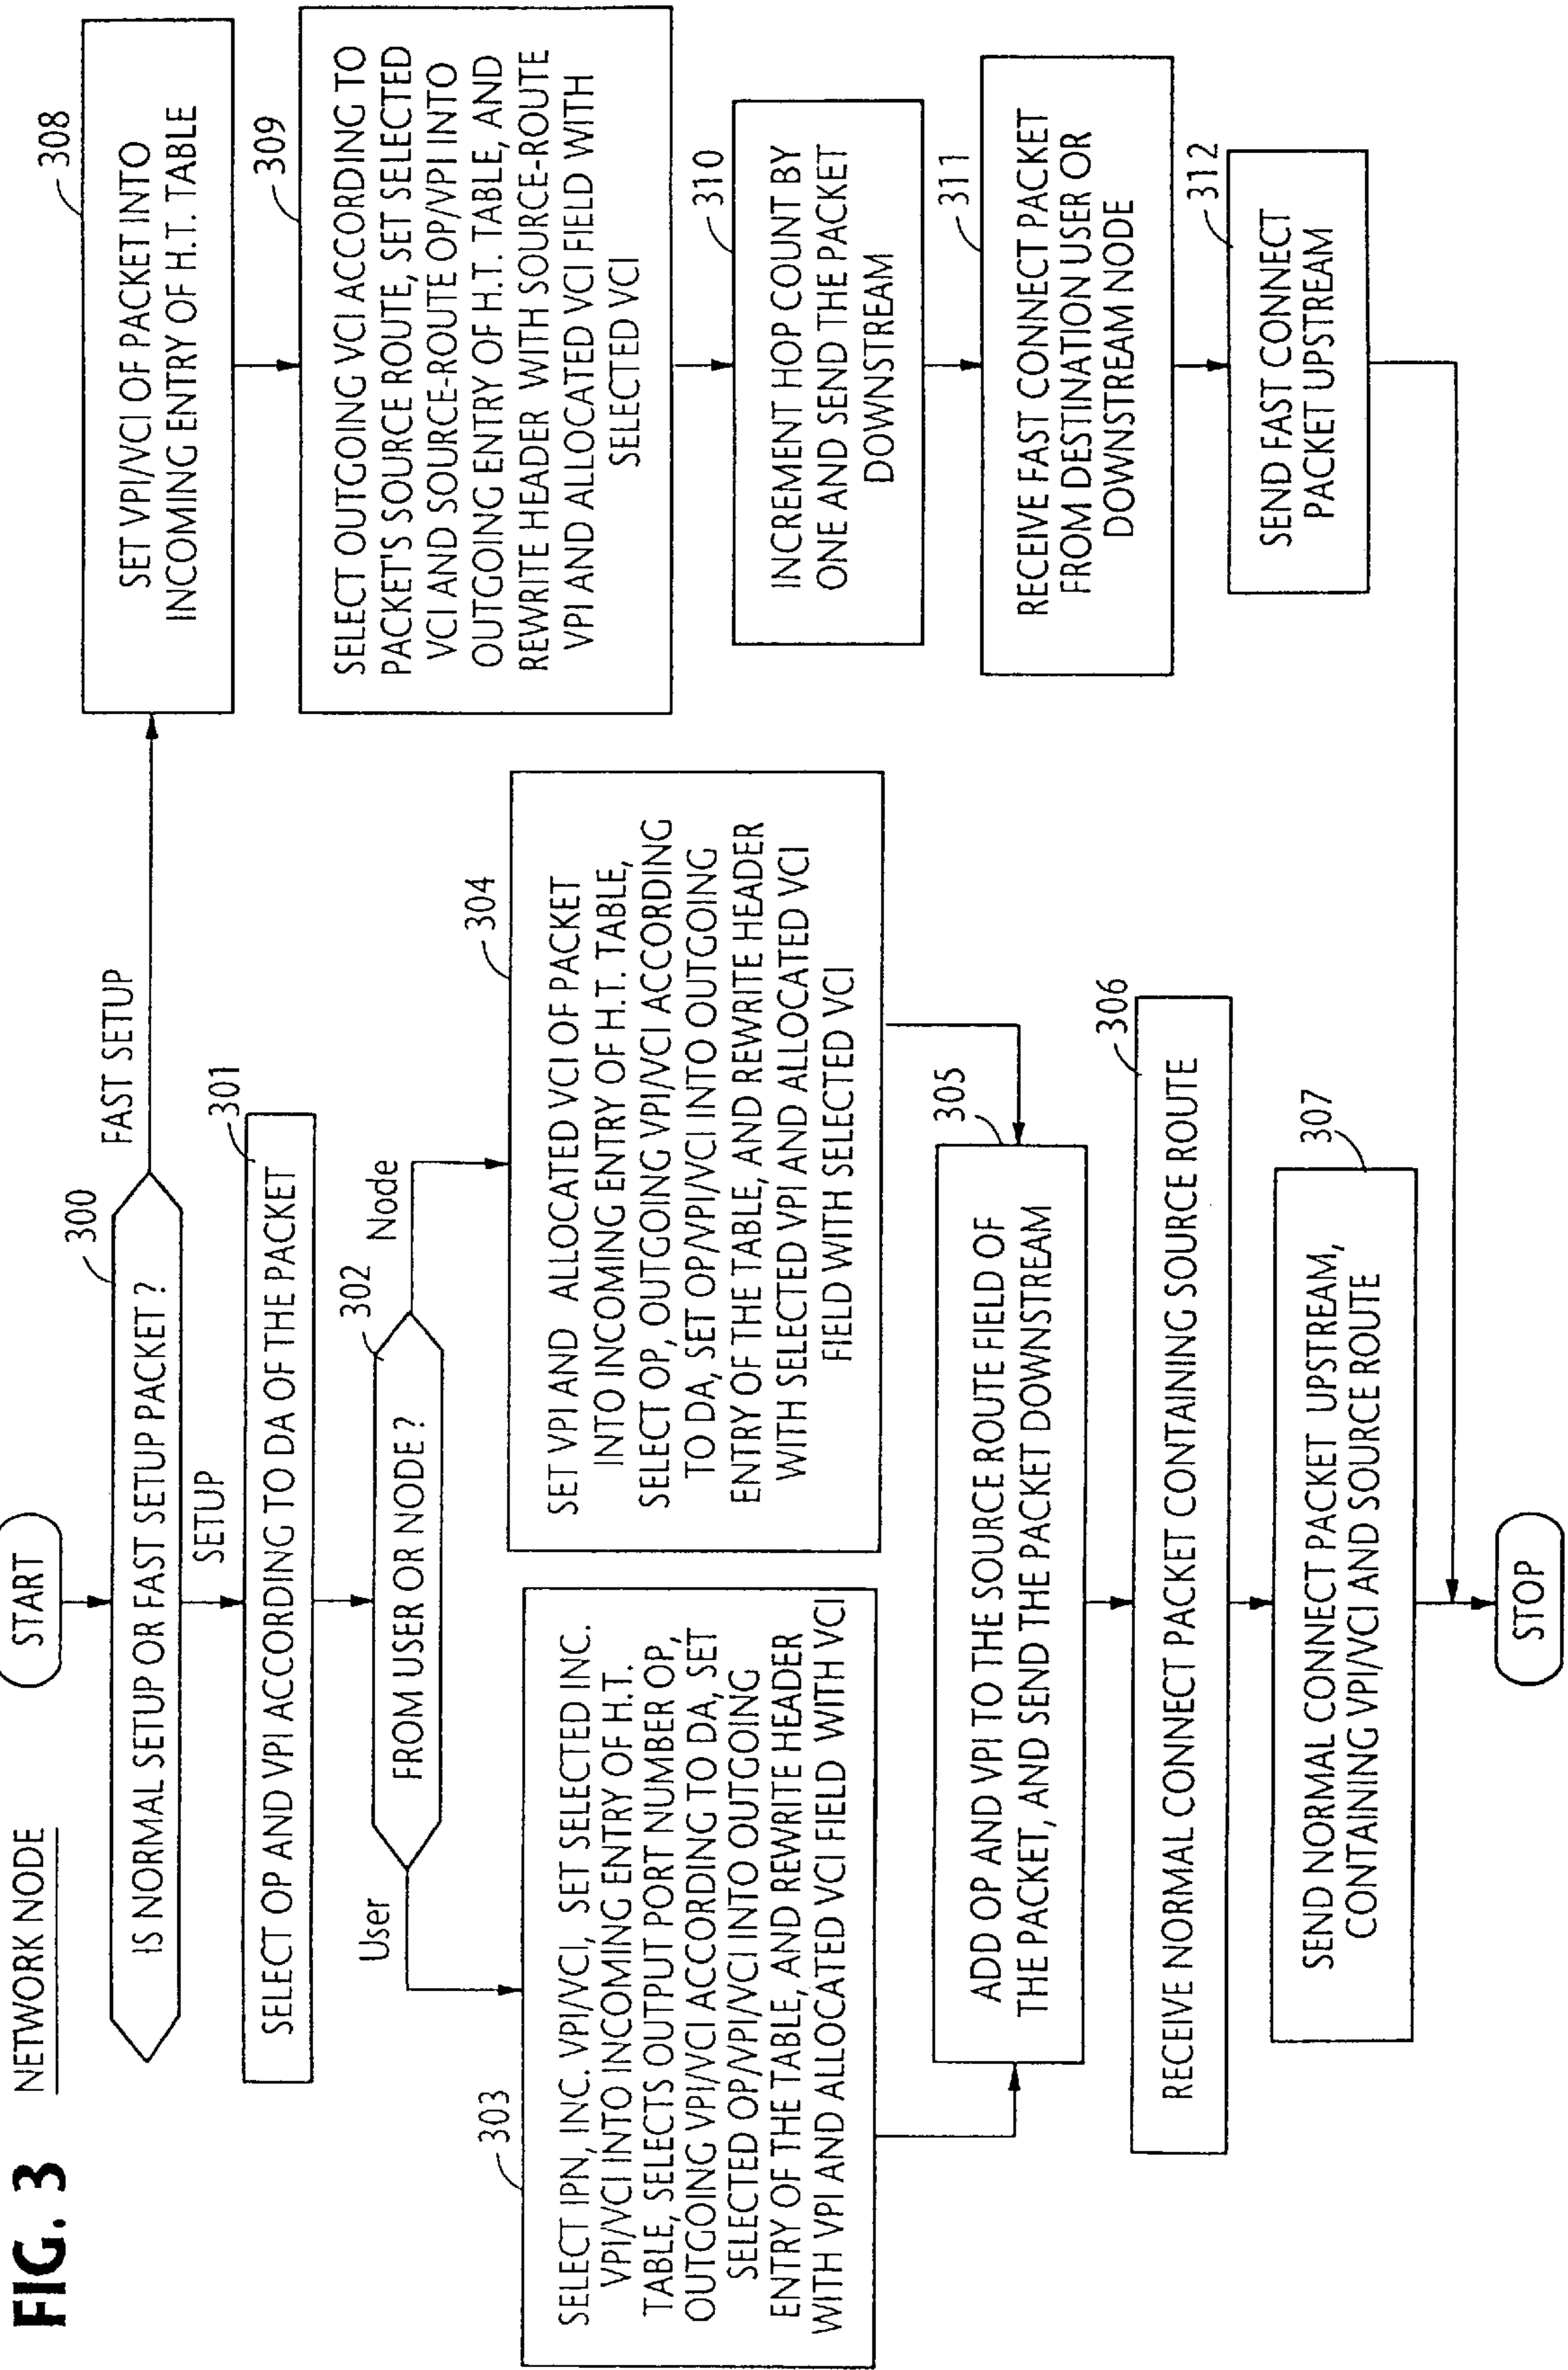 FIG. 3 NETWORK NODE
START
300
IS NORMAL SETUP OR FAST SETUP PACKET ?
FAST SETUP
SETUP
301
SELECT OP AND VPI ACCORDING TO DA OF THE PACKET
302
FROM USER OR NODE ?
User
Node
303
SELECT IPN, INC. VPI/VCI, SET SELECTED INC.
VPI/VCI INTO INCOMING ENTRY OF H.T.
TABLE, SELECTS OUTPUT PORT NUMBER OP,
OUTGOING VPI/VCI ACCORDING TO DA, SET
SELECTED OP/VPI/VCI INTO OUTGOING
ENTRY OF THE TABLE, AND REWRITE HEADER
WITH VPI AND ALLOCATED VCI FIELD WITH VCI
304
SET VPI AND ALLOCATED VCI OF PACKET
INTO INCOMING ENTRY OF H.T. TABLE,
SELECT OP, OUTGOING VPI/VCI ACCORDING
TO DA, SET OP/VPI/VCI INTO OUTGOING
ENTRY OF THE TABLE, AND REWRITE HEADER
WITH SELECTED VPI AND ALLOCATED VCI
FIELD WITH SELECTED VCI
305
ADD OP AND VPI TO THE SOURCE ROUTE FIELD OF
THE PACKET, AND SEND THE PACKET DOWNSTREAM
306
RECEIVE NORMAL CONNECT PACKET CONTAINING SOURCE ROUTE
307
SEND NORMAL CONNECT PACKET UPSTREAM,
CONTAINING VPI/VCI AND SOURCE ROUTE
308
SET VPI/VCI OF PACKET INTO
INCOMING ENTRY OF H.T. TABLE
309
SELECT OUTGOING VCI ACCORDING TO
PACKET'S SOURCE ROUTE, SET SELECTED
VCI AND SOURCE-ROUTE OP/VPI INTO
OUTGOING ENTRY OF H.T. TABLE, AND
REWRITE HEADER WITH SOURCE-ROUTE
VPI AND ALLOCATED VCI FIELD WITH
SELECTED VCI
310
INCREMENT HOP COUNT BY
ONE AND SEND THE PACKET
DOWNSTREAM
311
RECEIVE FAST CONNECT PACKET
FROM DESTINATION USER OR
DOWNSTREAM NODE
312
SEND FAST CONNECT
PACKET UPSTREAM
STOP